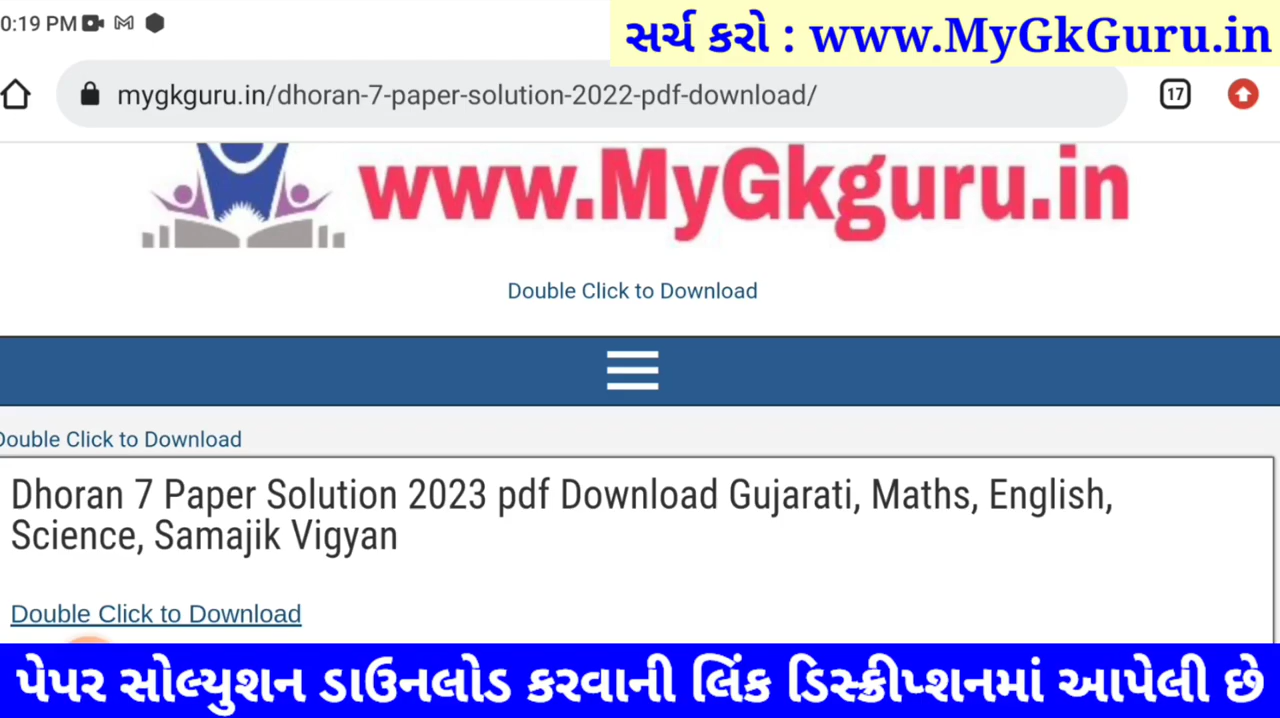 0:19 PM
સર્ચ કરો : www.MyGkGuru.in
mygkguru.in/dhoran-7-paper-solution-2022-pdf-download/
17
www.MyGkguru.in
Double Click to Download
Double Click to Download
Dhoran 7 Paper Solution 2023 pdf Download Gujarati, Maths, English,
Science, Samajik Vigyan
Double Click to Download
પેપર સોલ્યુશન ડાઉનલોડ કરવાની લિંક ડિસ્ક્રીપ્શનમાં આપેલી છે